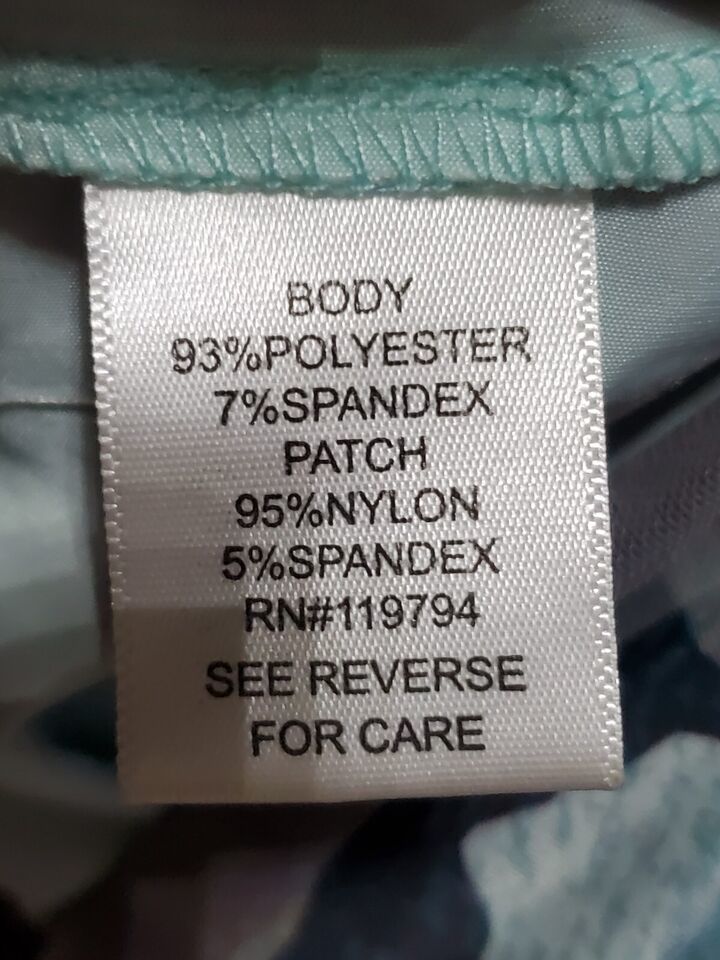 BODY
93%POLYESTER
7%SPANDEX
PATCH
95%NYLON
5%SPANDEX
RN#119794
SEE REVERSE
FOR CARE